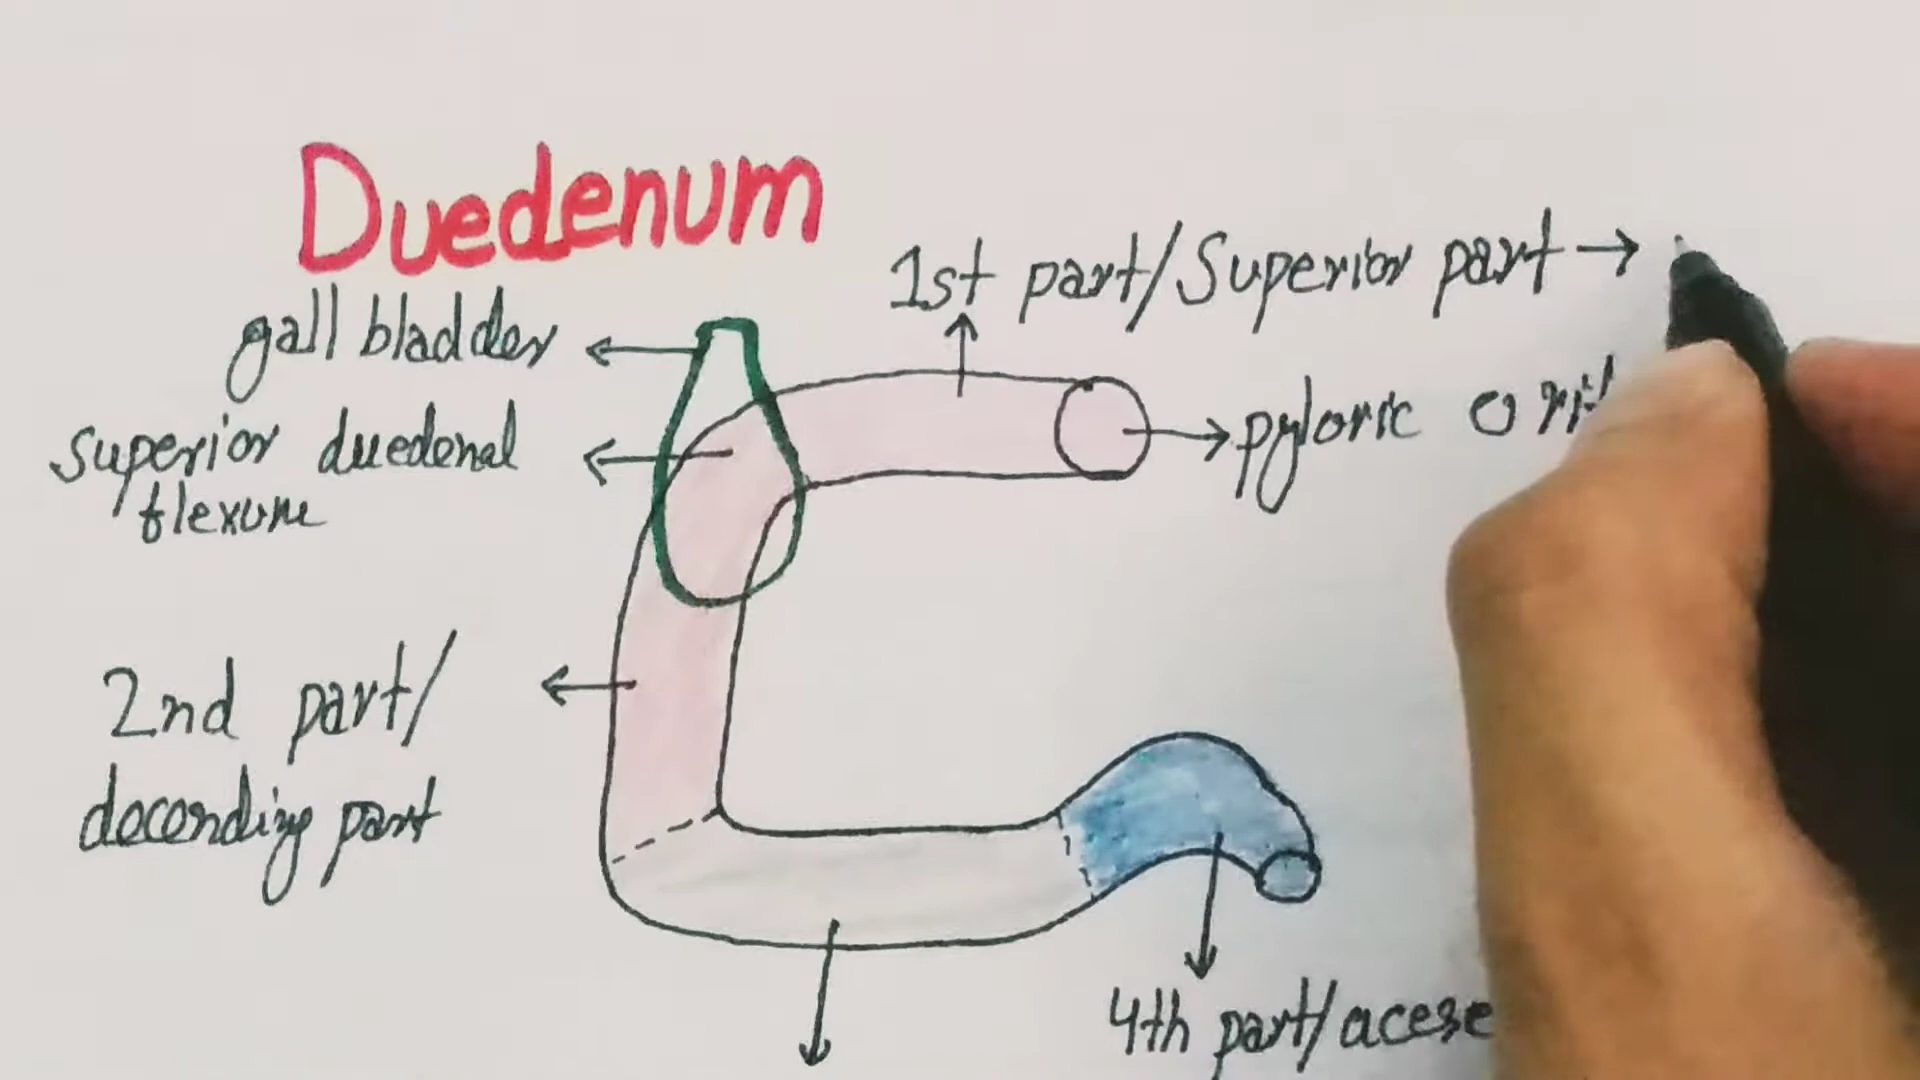 Duedenum
1st part/Superior part →
gall bladder
pyloric
superior duedenal
flexure
2nd part/
decending part
4th part/acese